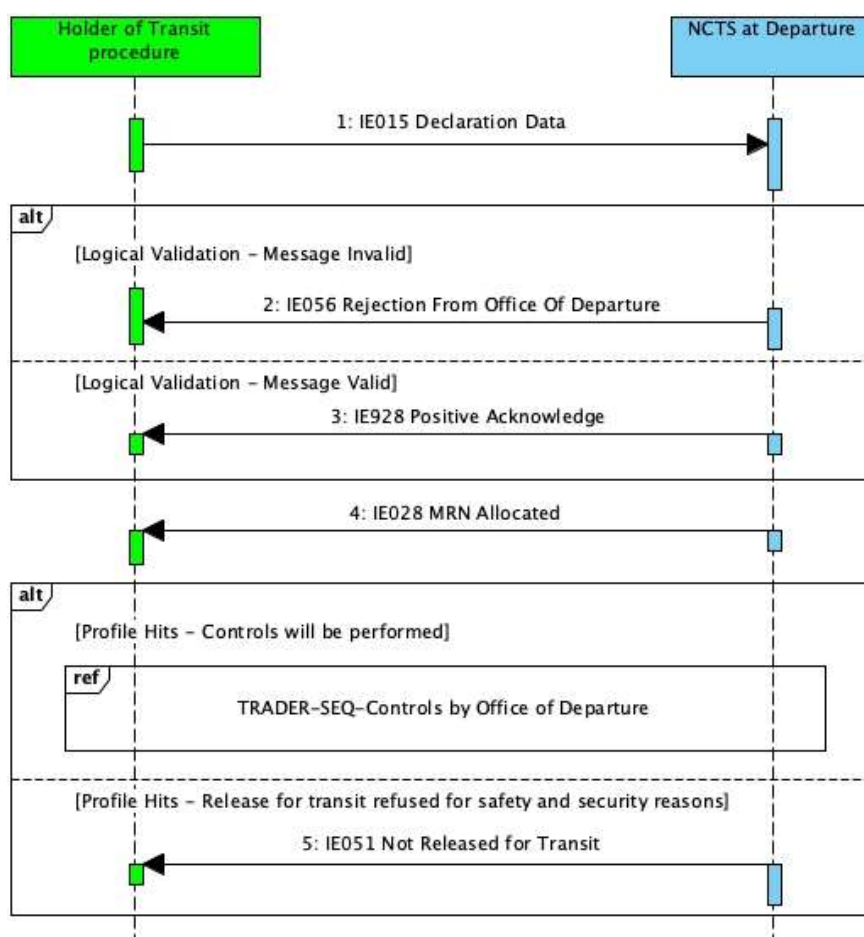 Holder of Transit
procedure
NCTS at Departure
1: IE015 Declaration Data
alt
[Logical Validation – Message Invalid]
2: IE056 Rejection From Office Of Departure
[Logical Validation – Message Valid]
3: IE928 Positive Acknowledge
4: IE028 MRN Allocated
alt
[Profile Hits – Controls will be performed]
ref
TRADER-SEQ-Controls by Office of Departure
[Profile Hits – Release for transit refused for safety and security reasons]
5: IE051 Not Released for Transit